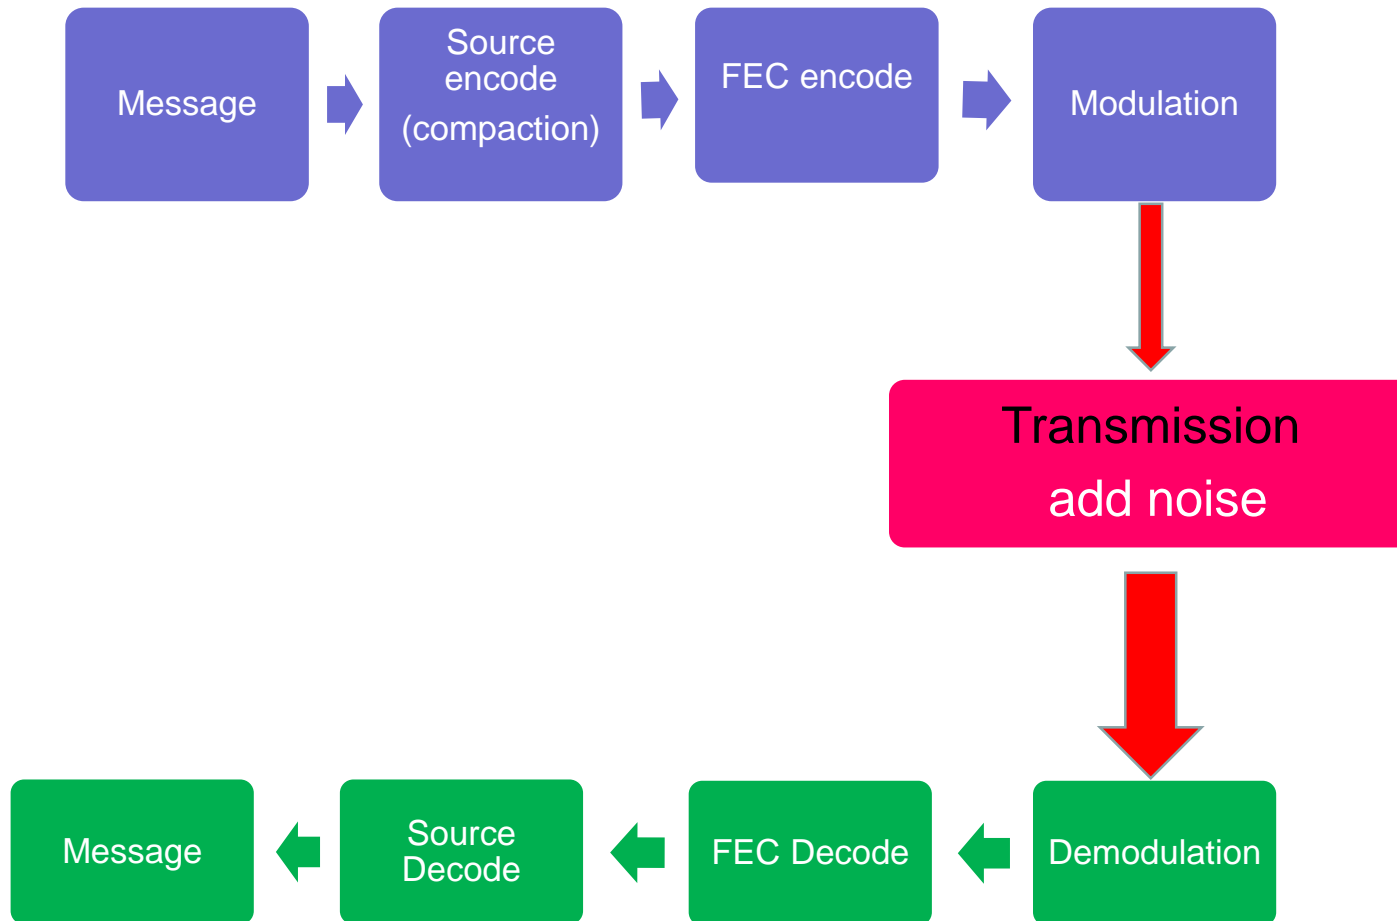 Message
Source
encode
(compaction)
FEC encode
Modulation
Transmission
add noise
Message
Source
Decode
FEC Decode
Demodulation